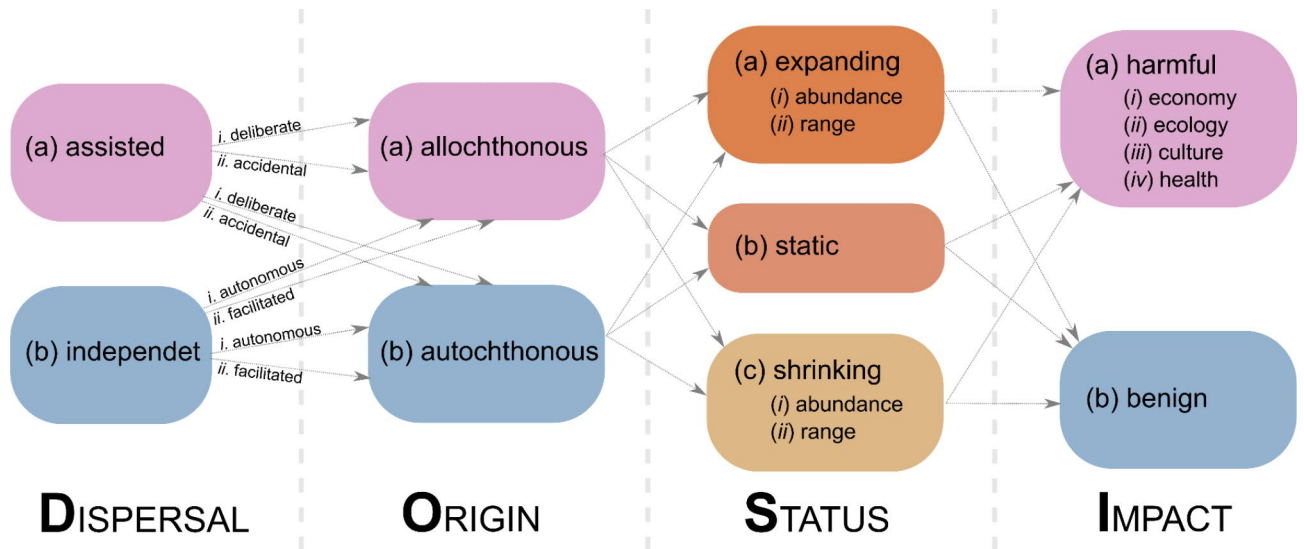 (a) assisted
(b) independet
i. deliberate
ii. accidental
i. deliberate
ii. accidental
i. autonomous
ii. facilitated
i. autonomous
ii. facilitated
(a) allochthonous
(b) autochthonous
(a) expanding
(i) abundance
(ii) range
(b) static
(c) shrinking
(i) abundance
(ii) range
(a) harmful
(i) economy
(ii) ecology
(iii) culture
(iv) health
(b) benign
DISPERSAL
ORIGIN
STATUS
IMPACT